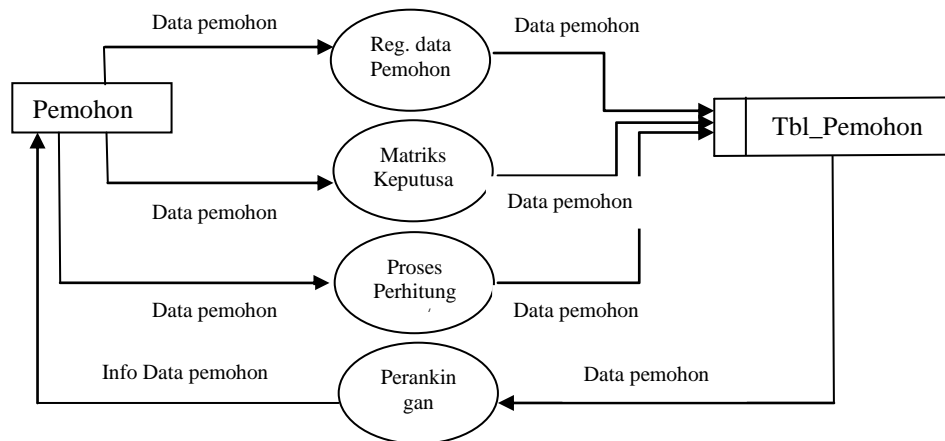 Data pemohon
Reg. data
Pemohon
Data pemohon
Pemohon
Tbl_Pemohon
Matriks
Keputusa
Data pemohon
Data pemohon
Proses
Perhitung
Data pemohon
Data pemohon
Info Data pemohon
Perankin
gan
Data pemohon